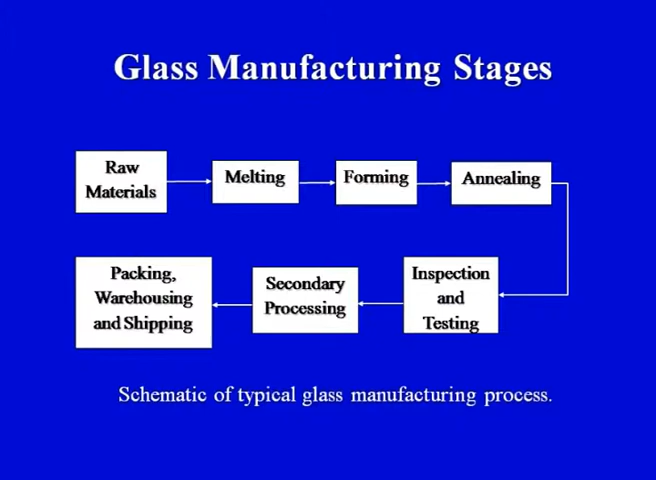 Glass Manufacturing Stages
Raw
Materials
Melting
Forming
Annealing
Inspection
and
Testing
Secondary
Processing
Packing,
Warehousing
and Shipping
Schematic of typical glass manufacturing process.